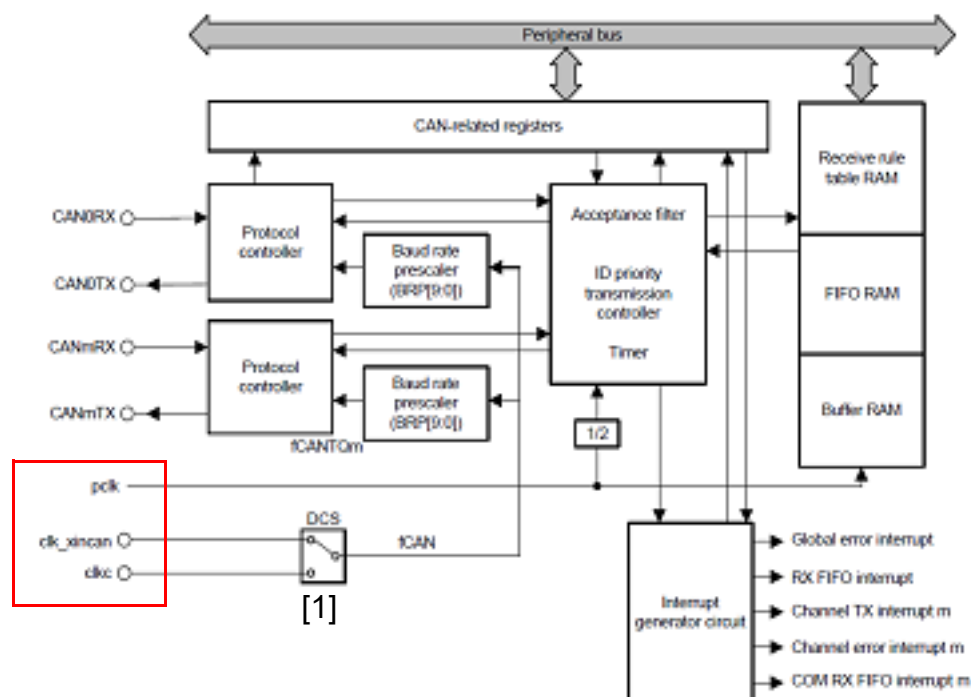 Peripheral bus
CAN-related registers
Receive rule
table RAM
FIFO RAM
Buffer RAM
CAN0RX
CAN0TX
Protocol
controller
Baud rate
prescaler
(BRP[9:0])
Acceptance filter
ID priority
transmission
controller
Timer
CANmRX
CANmTX
Protocol
controller
Baud rate
prescaler
(BRP[9:0])
fCANTQm
1/2
pclk
clk_xincan
clkc
DCS
fCAN
[1]
Interrupt
generator circuit
Global error interrupt
RX FIFO interrupt
Channel TX interrupt m
Channel error interrupt m
COM RX FIFO interrupt m